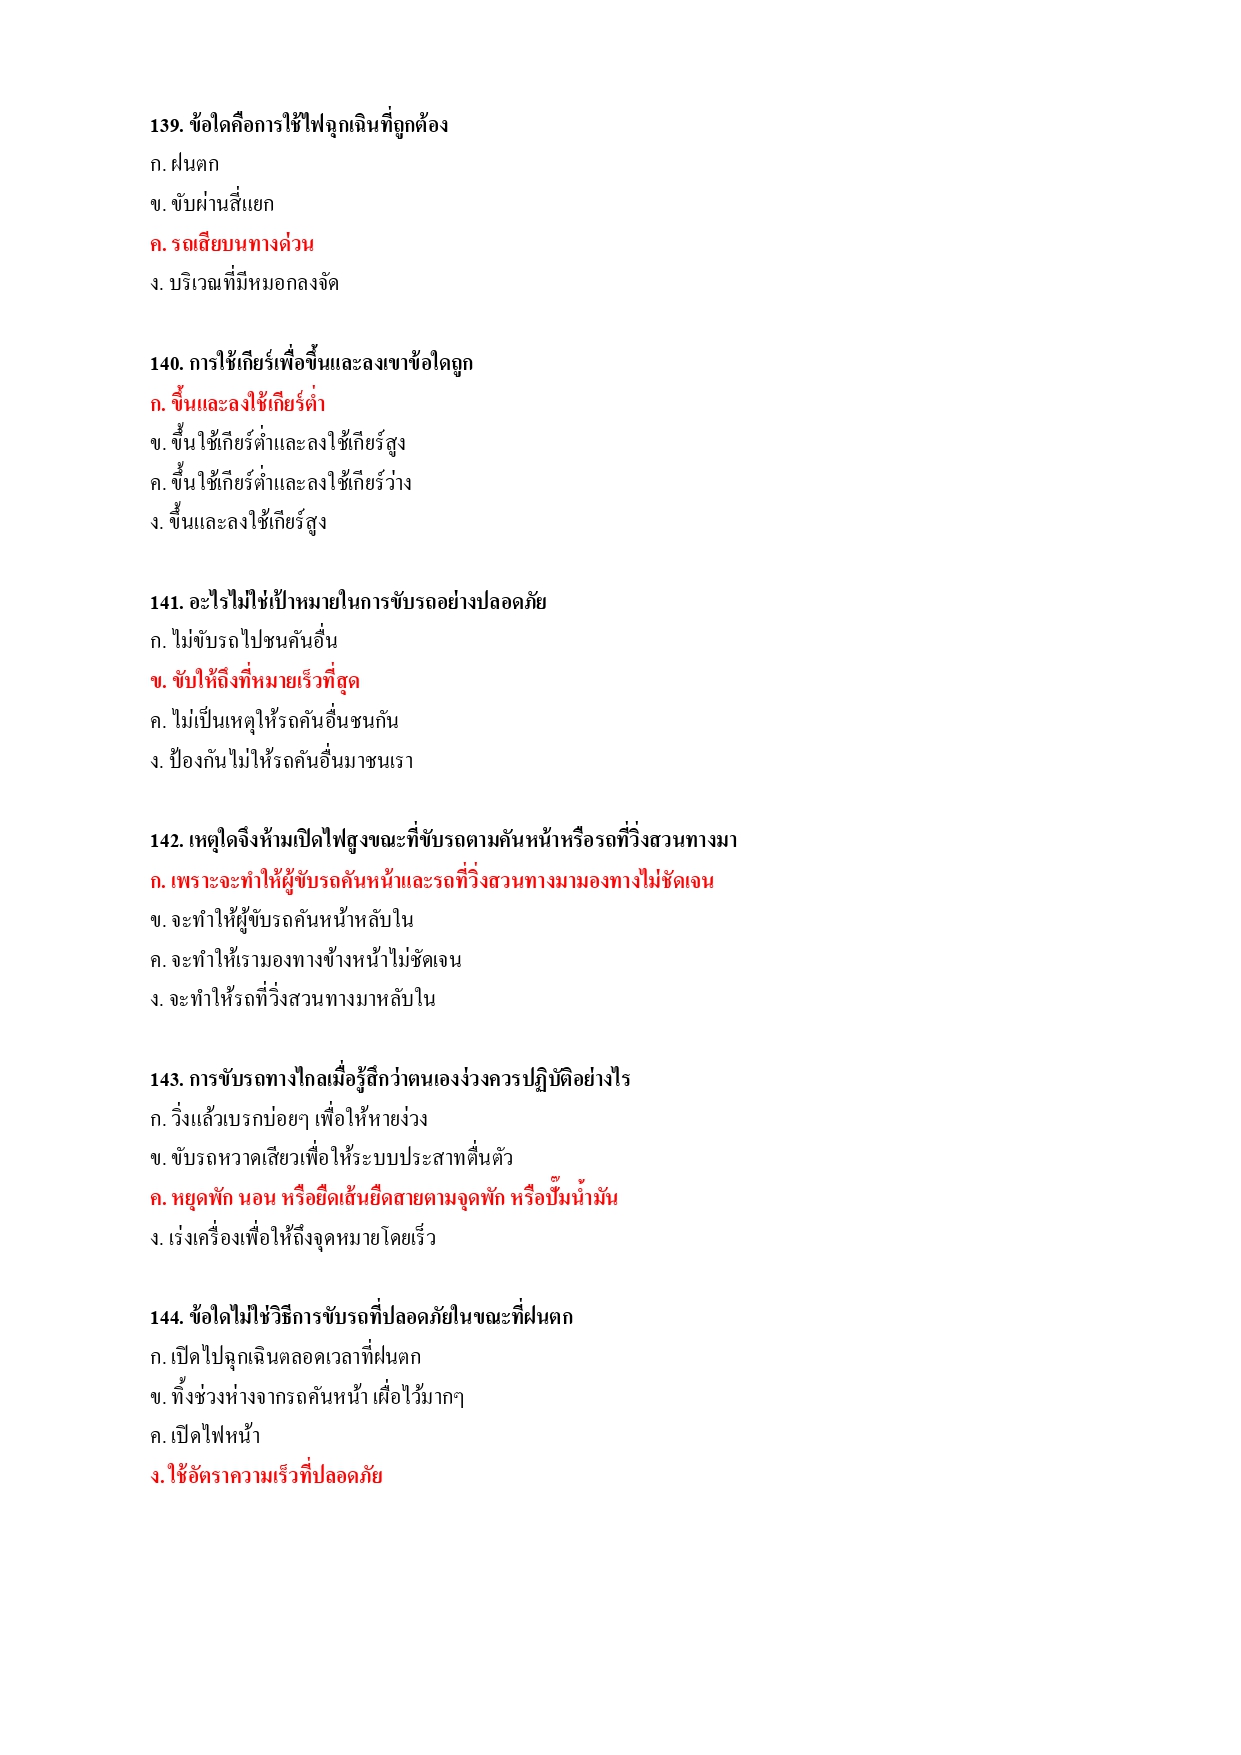 139. ข้อใดคือการใช้ไฟฉุกเฉินที่ถูกต้อง
ก. ฝนตก
ข. ขับผ่านสี่แยก
ค. รถเสียบนทางด่วน
ง. บริเวณที่มีหมอกลงจัด
140. การใช้เกียร์เพื่อขึ้นและลงเขาข้อใดถูก
ก. ขึ้นและลงใช้เกียร์ต่ำ
ข. ขึ้นใช้เกียร์ต่ำและลงใช้เกียร์สูง
ค. ขึ้นใช้เกียร์ต่ำและลงใช้เกียร์ว่าง
ง. ขึ้นและลงใช้เกียร์สูง
141. อะไรไม่ใช่เป้าหมายในการขับรถอย่างปลอดภัย
ก. ไม่ขับรถไปชนคันอื่น
ข. ขับให้ถึงที่หมายเร็วที่สุด
ค. ไม่เป็นเหตุให้รถคันอื่นชนกัน
ง. ป้องกันไม่ให้รถคันอื่นมาชนเรา
142. เหตุใดจึงห้ามเปิดไฟสูงขณะที่ขับรถตามคันหน้าหรือรถที่วิ่งสวนทางมา
ก. เพราะจะทำให้ผู้ขับรถคันหน้าและรถที่วิ่งสวนทางมามองทางไม่ชัดเจน
ข. จะทำให้ผู้ขับรถคันหน้าหลับใน
ค. จะทำให้เรามองทางข้างหน้าไม่ชัดเจน
ง. จะทำให้รถที่วิ่งสวนทางมาหลับใน
143. การขับรถทางไกลเมื่อรู้สึกว่าตนเองง่วงควรปฏิบัติอย่างไร
ก. วิ่งแล้วเบรกบ่อยๆ เพื่อให้หายง่วง
ข. ขับรถหวาดเสียวเพื่อให้ระบบประสาทตื่นตัว
ค. หยุดพัก นอน หรือยืดเส้นยืดสายตามจุดพัก หรือปั๊มน้ำมัน
ง. เร่งเครื่องเพื่อให้ถึงจุดหมายโดยเร็ว
144. ข้อใดไม่ใช่วิธีการขับรถที่ปลอดภัยในขณะที่ฝนตก
ก. เปิดไปฉุกเฉินตลอดเวลาที่ฝนตก
ข. ทิ้งช่วงห่างจากรถคันหน้า เผื่อไว้มากๆ
ค. เปิดไฟหน้า
ง. ใช้อัตราความเร็วที่ปลอดภัย